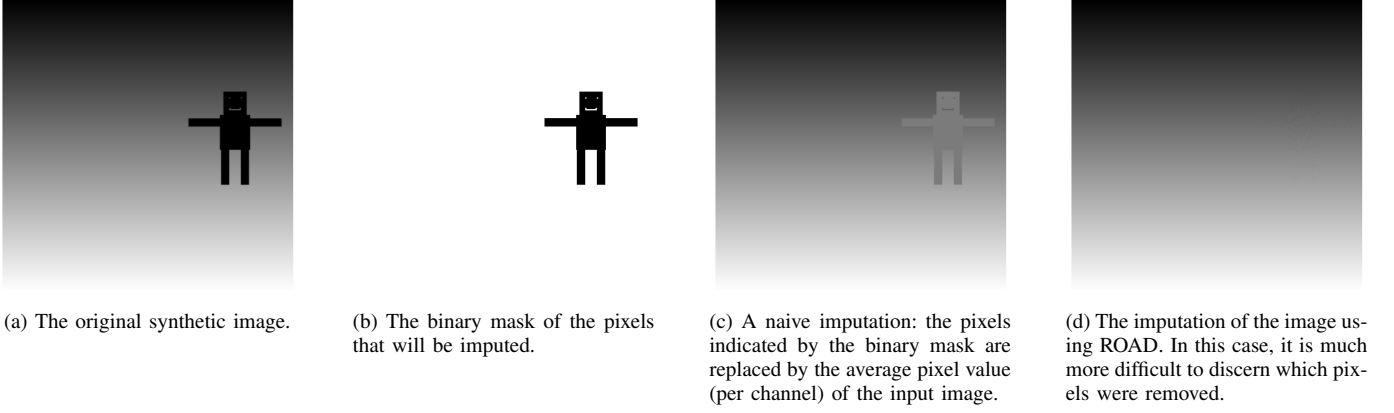 (a) The original synthetic image.
(b) The binary mask of the pixels
that will be imputed.
(c) A naive imputation: the pixels
indicated by the binary mask are
replaced by the average pixel value
(per channel) of the input image.
(d) The imputation of the image us-
ing ROAD. In this case, it is much
more difficult to discern which pix-
els were removed.